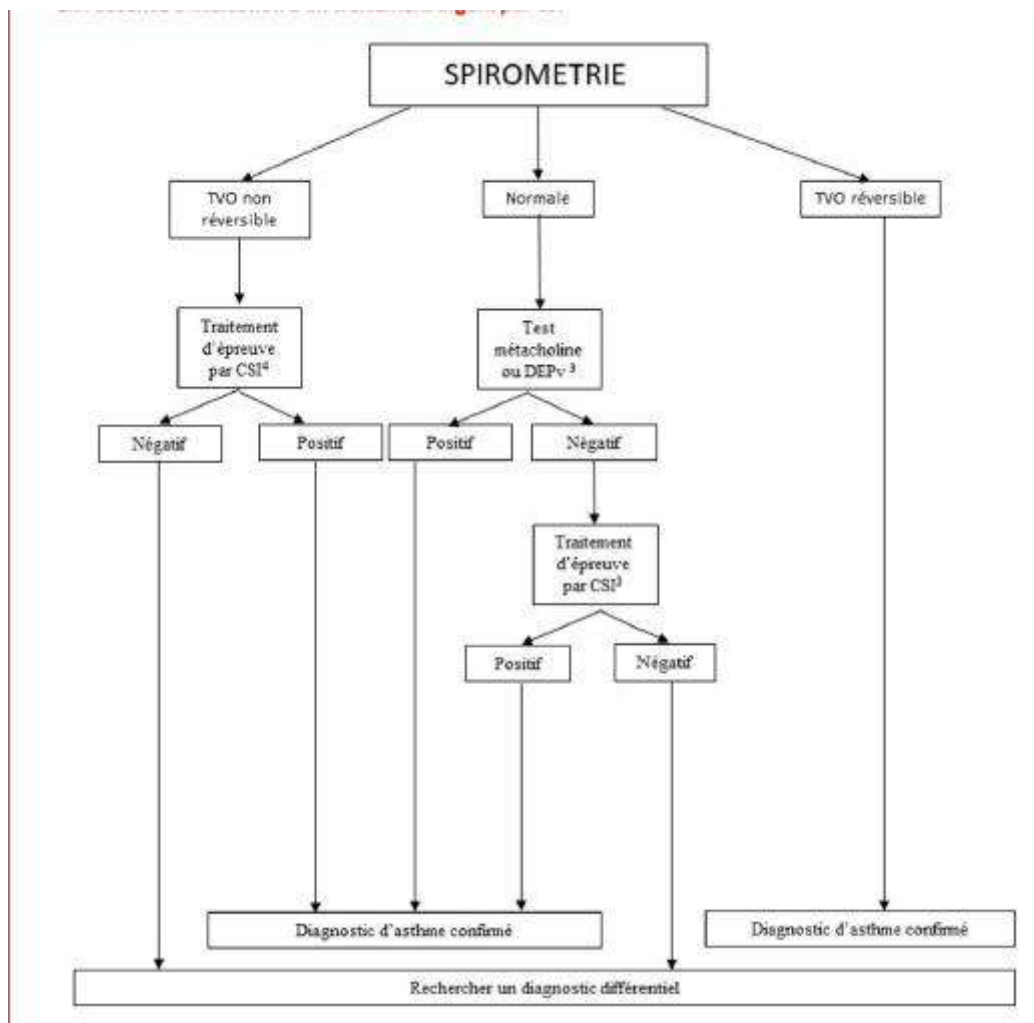 SPIROMETRIE
TVO non
réversible
Normale
TVO réversible
Traitement
d'épreuve
par CSI⁴
Test
métacholine
ou DEPv ³
Négatif
Positif
Positif
Négatif
Traitement
d'épreuve
par CSI³
Positif
Négatif
Diagnostic d'asthme confirmé
Diagnostic d'asthme confirmé
Rechercher un diagnostic différentiel